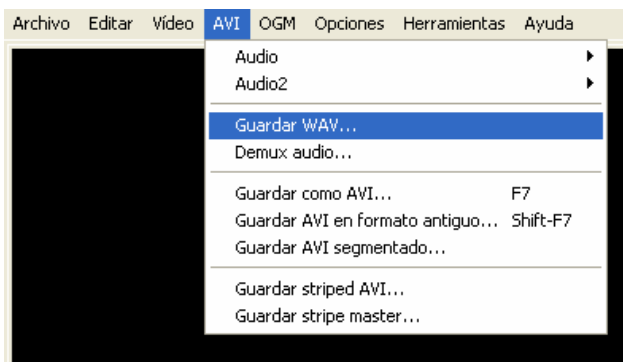 Archivo Editar Vídeo AVI OGM Opciones Herramientas Ayuda
Audio
Audio2
Guardar WAV...
Demux audio...
Guardar como AVI... F7
Guardar AVI en formato antiguo... Shift-F7
Guardar AVI segmentado...
Guardar striped AVI...
Guardar stripe master...